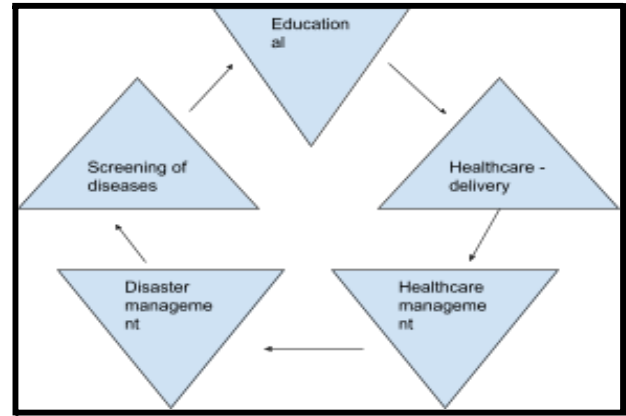 Education
al
Screening of
diseases
Healthcare -
delivery
Disaster
manageme
nt
Healthcare
manageme
nt